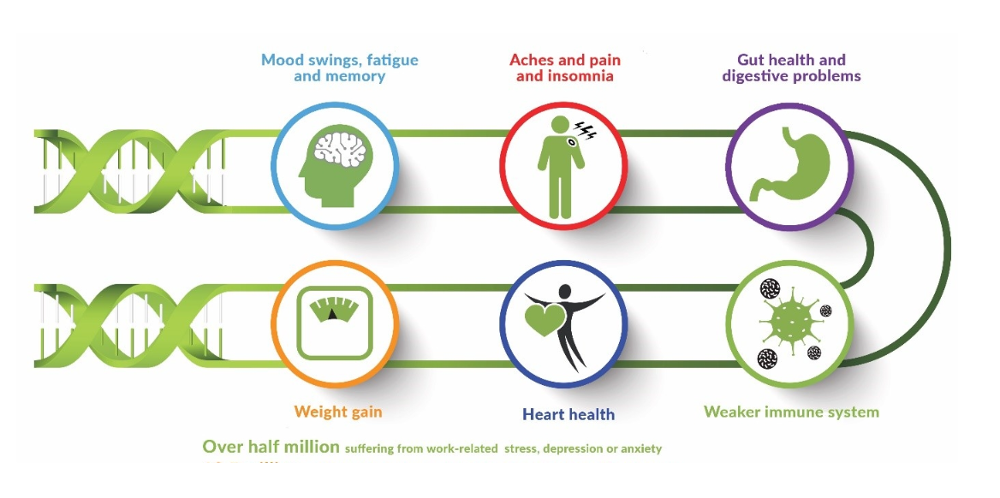 Mood swings, fatigue
and memory
Aches and pain
and insomnia
Gut health and
digestive problems
Weight gain
Heart health
Weaker immune system
Over half million suffering from work-related stress, depression or anxiety